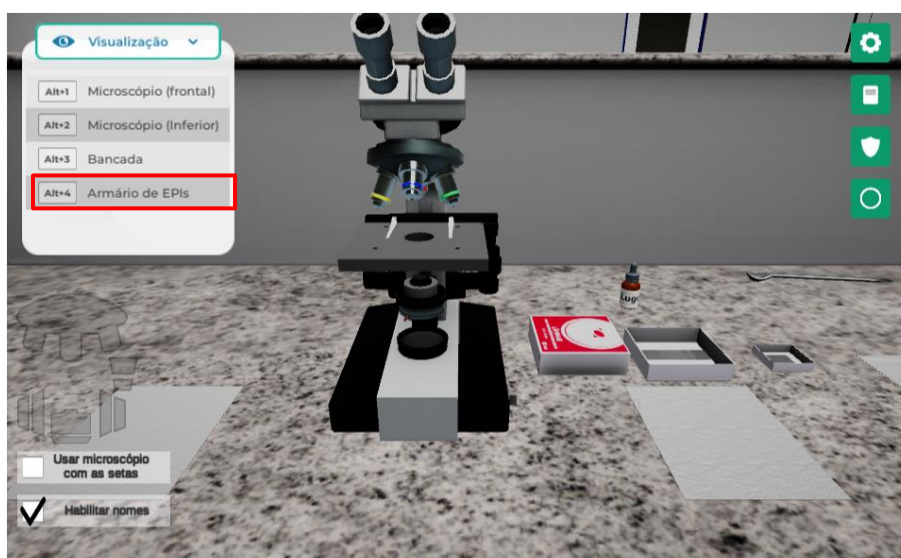 Visualização
Alt+1 Microscópio (frontal)
Alt+2 Microscópio (Inferior)
Alt+3 Bancada
Alt+4 Armário de EPIs
Usar microscópio
com as setas
Habilitar nomes